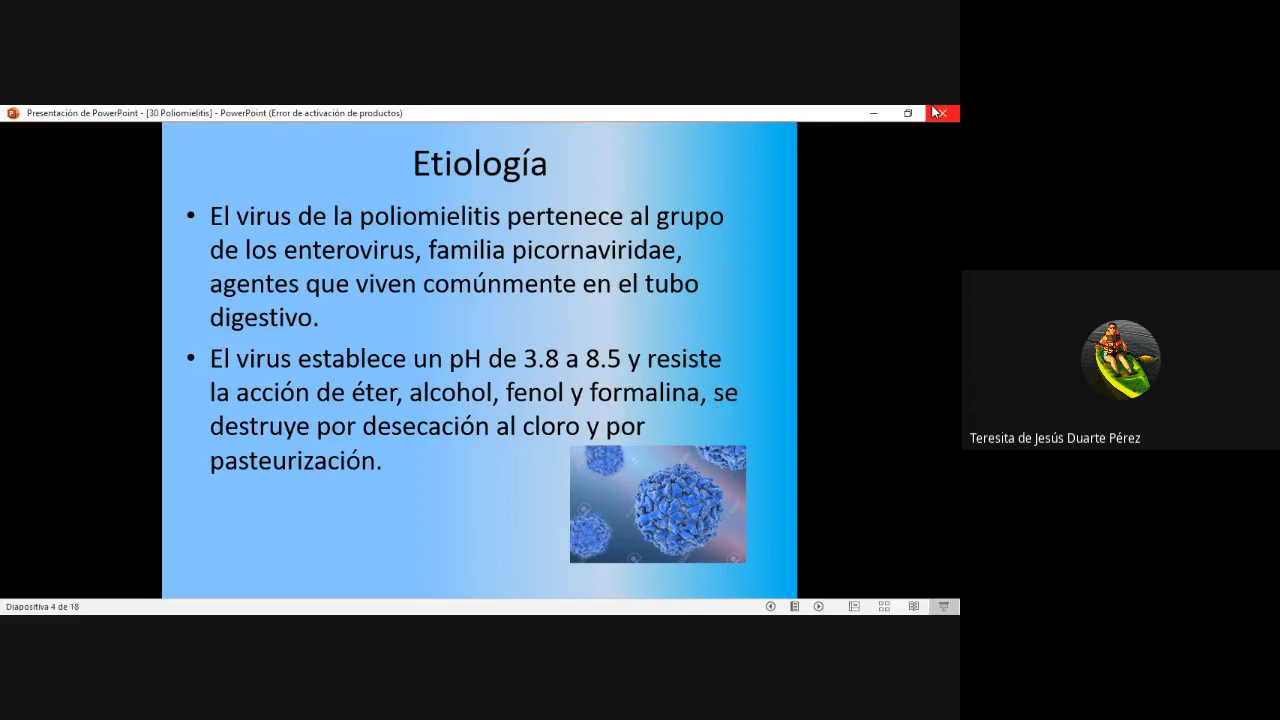 Presentación de PowerPoint - [30 Poliomielitis] - PowerPoint (Error de activación de productos)
Etiología
• El virus de la poliomielitis pertenece al grupo
de los enterovirus, familia picornaviridae,
agentes que viven comúnmente en el tubo
digestivo.
• El virus establece un pH de 3.8 a 8.5 y resiste
la acción de éter, alcohol, fenol y formalina, se
destruye por desecación al cloro y por
pasteurización.
Teresita de Jesús Duarte Pérez
Diapositiva 4 de 18